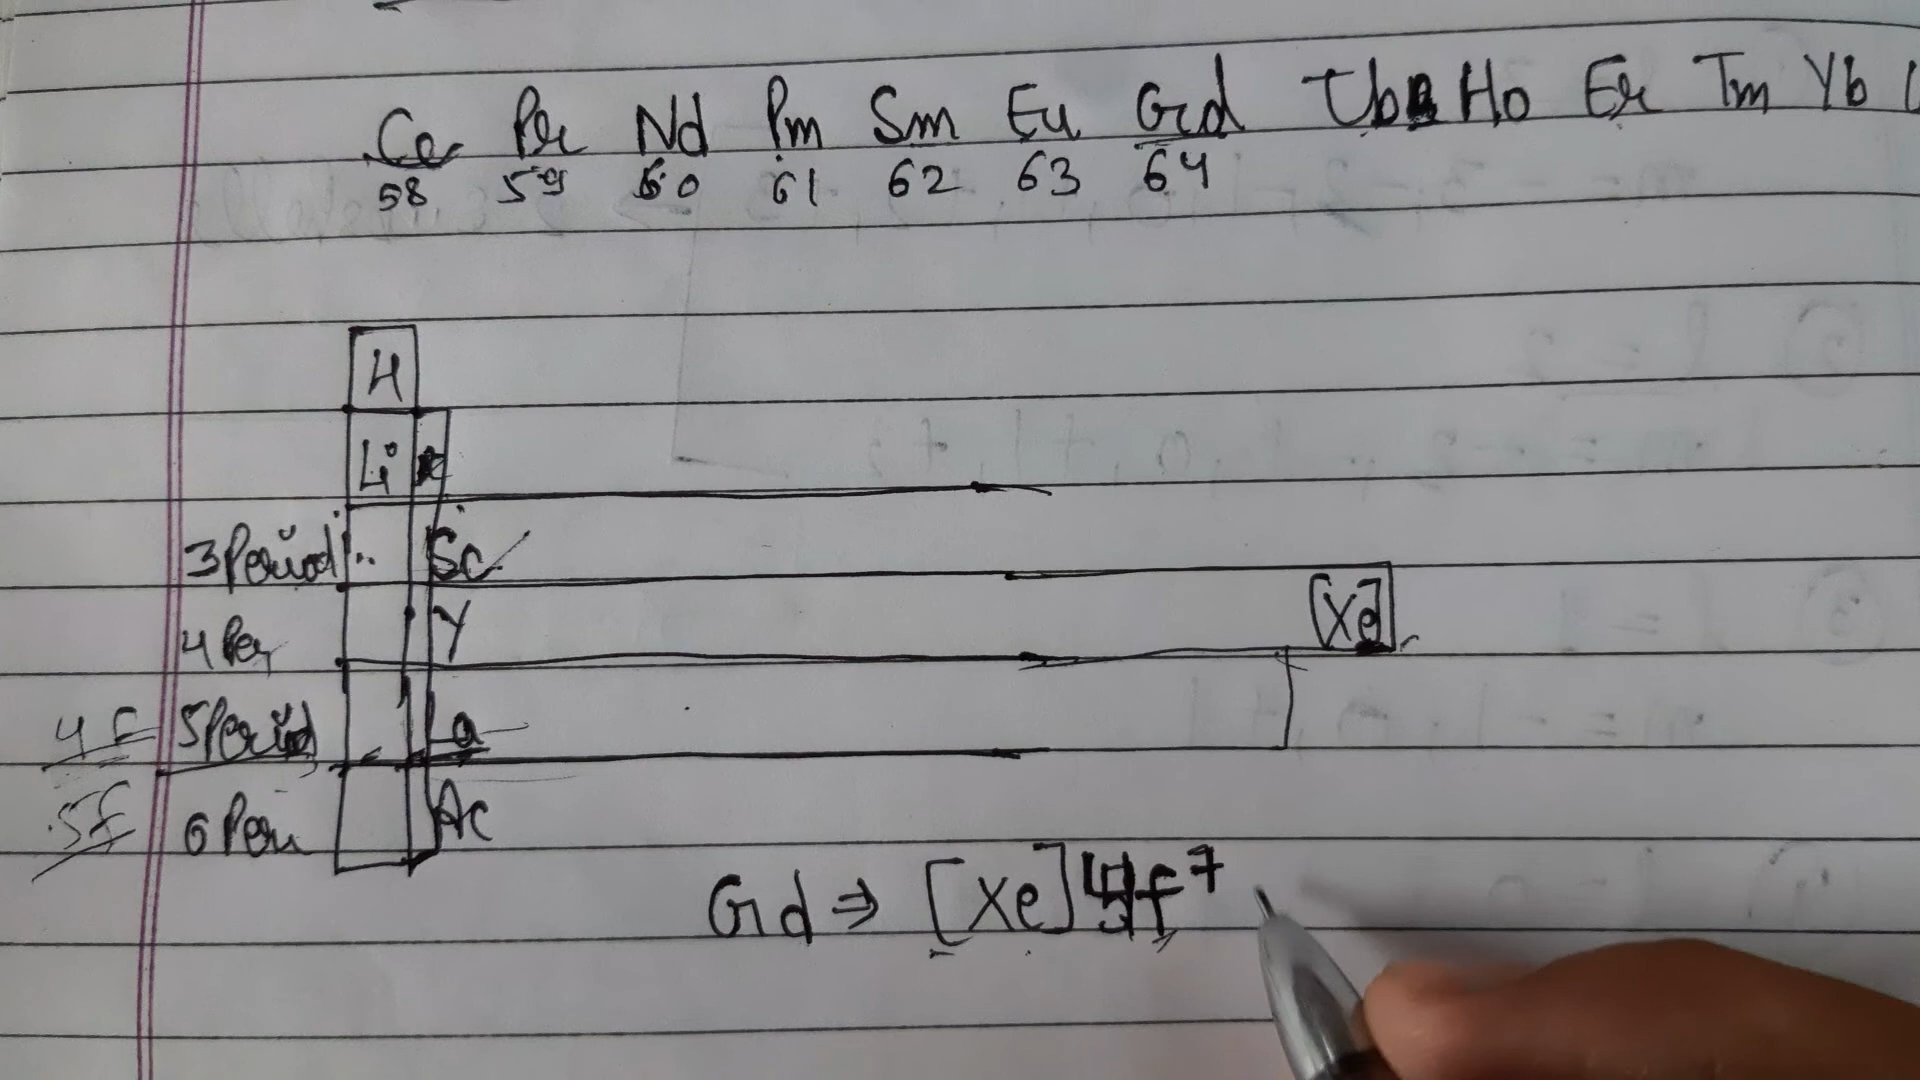 Ce Pr Nd Pm Sm Eu Gd Tb Ho Er Tm Yb
58 59 60 61 62 63 64
H
Li
3 Period Sc
[Xe]
4 Per Y
4f 5 Period La
5f 6 Peri Ac
Gd ⇒ [Xe] 4f⁷